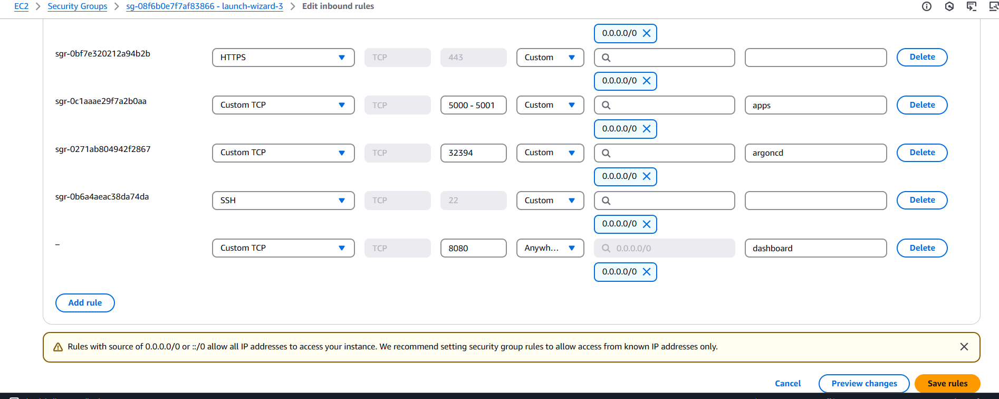 EC2 > Security Groups > sg-08f6b0e7f7af83866 - launch-wizard-3 > Edit inbound rules
0.0.0.0/0
sgr-0bf7e320212a94b2b HTTPS TCP 443 Custom Delete
0.0.0.0/0
sgr-0c1aaae29f7a2b0aa Custom TCP TCP 5000 - 5001 Custom apps Delete
0.0.0.0/0
sgr-0271ab804942f2867 Custom TCP TCP 32394 Custom argoncd Delete
0.0.0.0/0
sgr-0b6a4aeac38da74da SSH TCP 22 Custom Delete
0.0.0.0/0
– Custom TCP TCP 8080 Anywh... 0.0.0.0/0 dashboard Delete
0.0.0.0/0
Add rule
Rules with source of 0.0.0.0/0 or ::/0 allow all IP addresses to access your instance. We recommend setting security group rules to allow access from known IP addresses only.
Cancel Preview changes Save rules